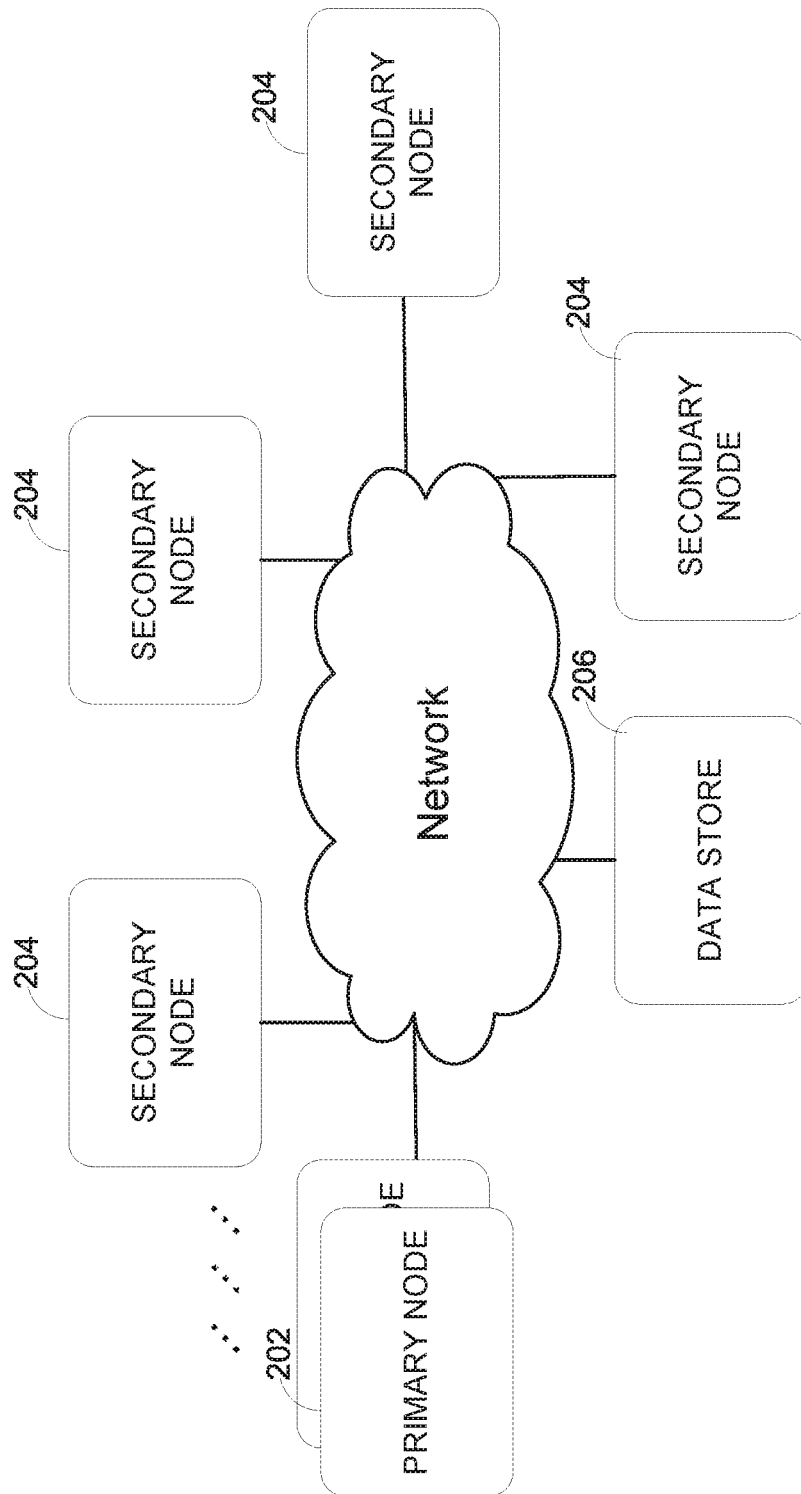 204
SECONDARY
NODE
204
SECONDARY
NODE
202
PRIMARY NODE
Network
204
SECONDARY
NODE
206
DATA STORE
204
SECONDARY
NODE